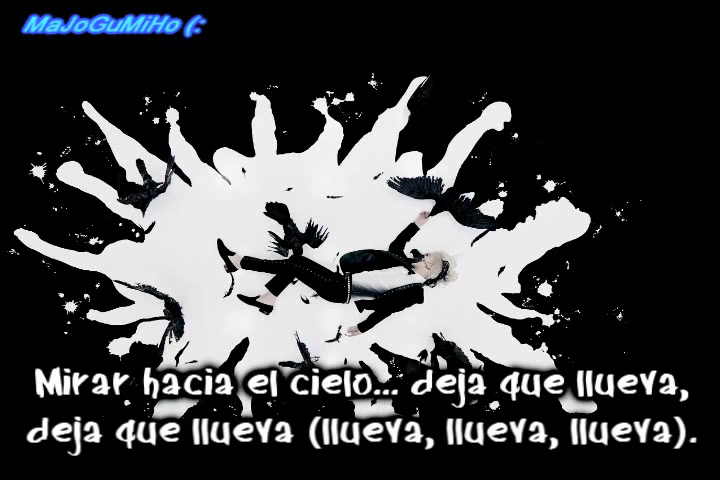 MaJoGuMiHo (:
Mirar hacia el cielo... deja que llueva,
deja que llueva (llueva, llueva, llueva).